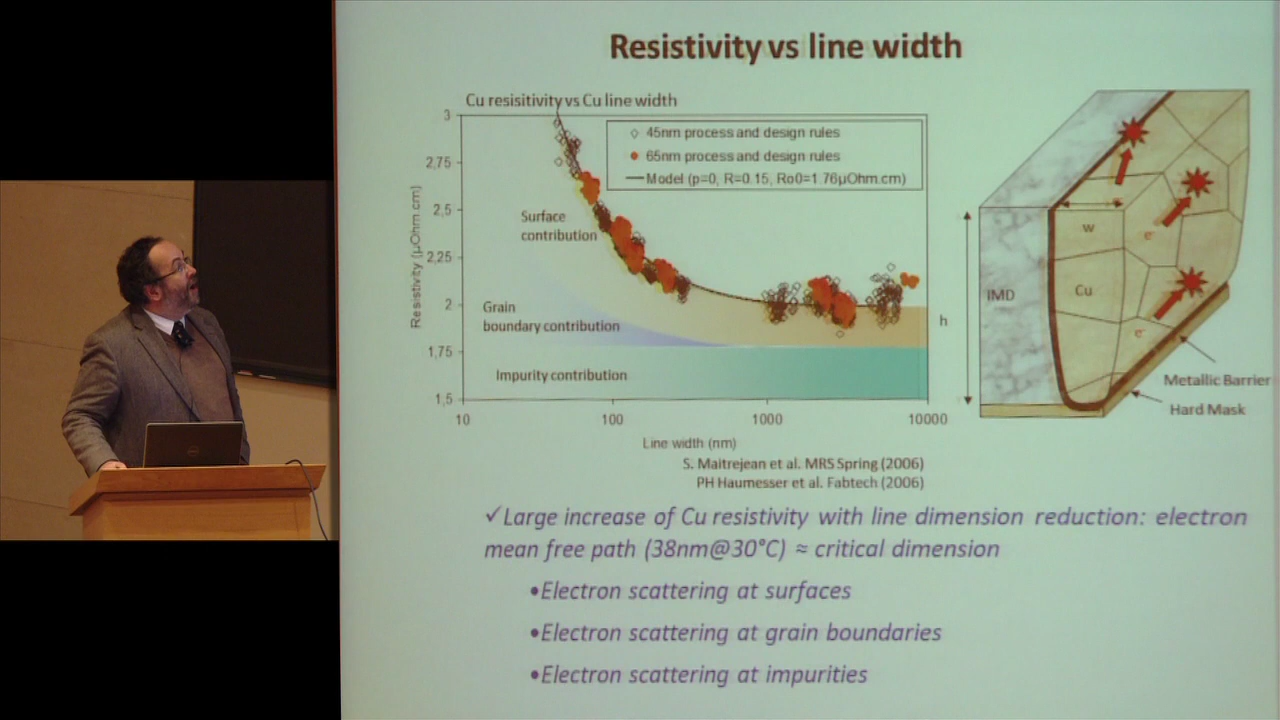 Resistivity vs line width
Cu resisitivity vs Cu line width
3
2,75
2,5
2,25
2
1,75
1,5
Resistivity (µOhm.cm)
45nm process and design rules
65nm process and design rules
Model (p=0, R=0.15, Ro0=1.76µOhm.cm)
Surface
contribution
Grain
boundary contribution
Impurity contribution
10
100
1000
10000
Line width (nm)
S. Maitrejean et al. MRS Spring (2006)
PH Haumesser et al. Fabtech (2006)
w
e-
IMD
Cu
h
e-
Metallic Barrier
Hard Mask
✓Large increase of Cu resistivity with line dimension reduction: electron
mean free path (38nm@30°C) ≈ critical dimension
•Electron scattering at surfaces
•Electron scattering at grain boundaries
•Electron scattering at impurities